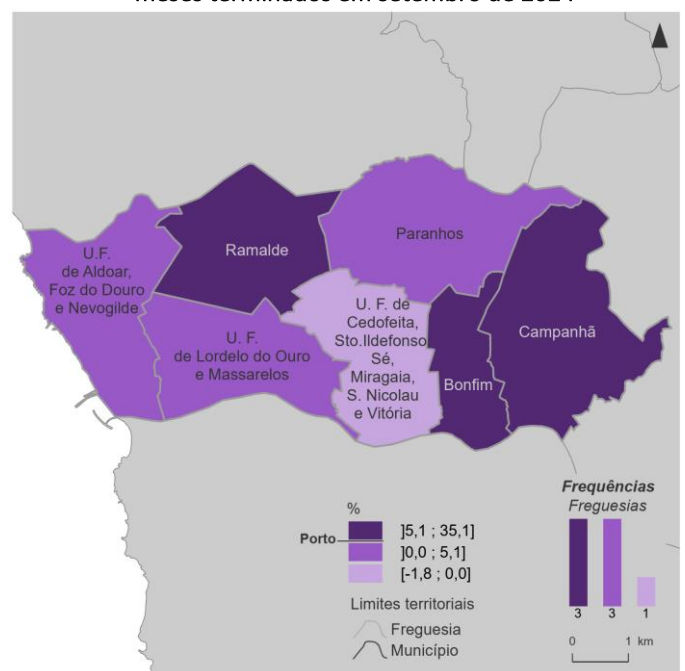 meses terminados em setembro de 2024
U.F.
de Aldoar,
Foz do Douro
e Nevogilde
Ramalde
Paranhos
U. F.
de Lordelo do Ouro
e Massarelos
U. F. de
Cedofeita,
Sto.Ildefonso
Sé,
Miragaia,
S. Nicolau
e Vitória
Bonfim
Campanhã
%
Porto
]5,1 ; 35,1]
]0,0 ; 5,1]
[-1,8 ; 0,0]
Limites territoriais
Freguesia
Município
Frequências
Freguesias
3 3 1
0 1 km